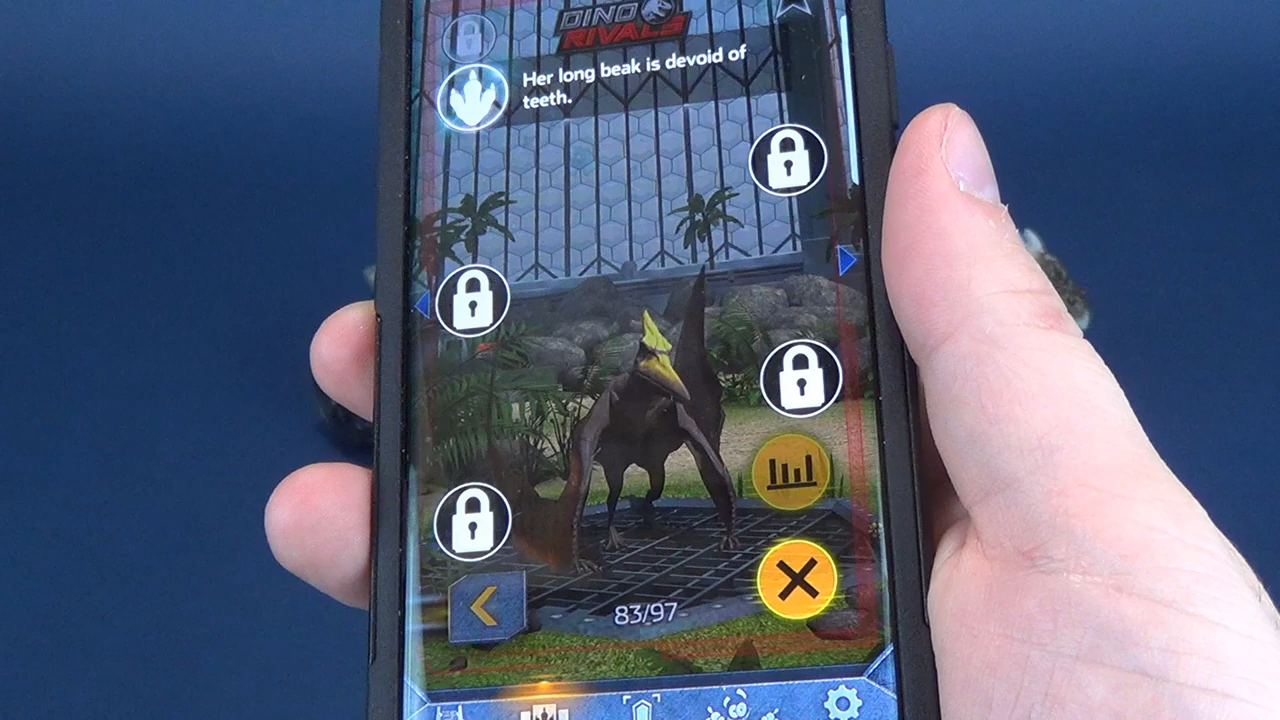 DINO
RIVALS
Her long beak is devoid of
teeth.
83/97